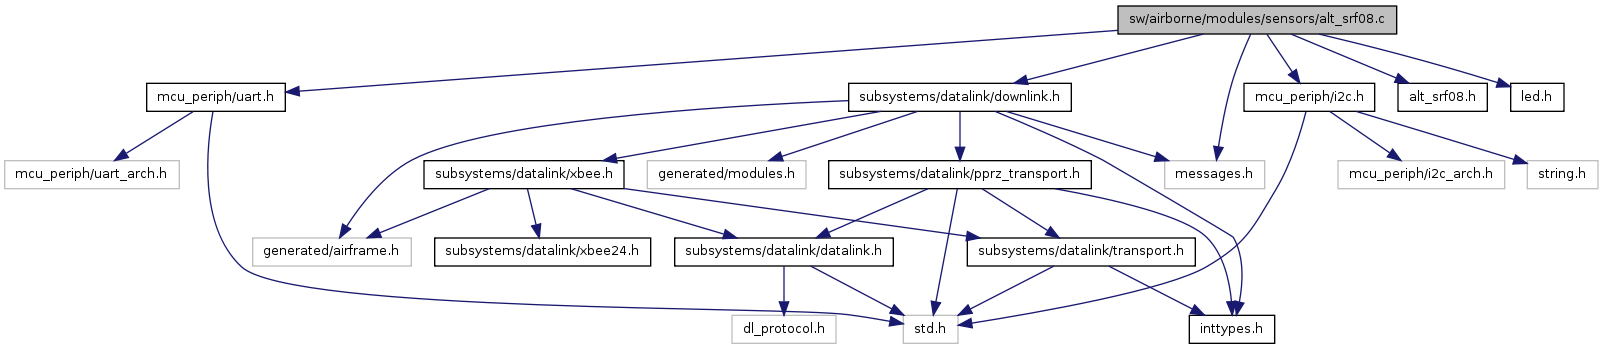 sw/airborne/modules/sensors/alt_srf08.c
mcu_periph/uart.h
subsystems/datalink/downlink.h
mcu_periph/i2c.h
alt_srf08.h
led.h
mcu_periph/uart_arch.h
subsystems/datalink/xbee.h
generated/modules.h
subsystems/datalink/pprz_transport.h
messages.h
mcu_periph/i2c_arch.h
string.h
generated/airframe.h
subsystems/datalink/xbee24.h
subsystems/datalink/datalink.h
subsystems/datalink/transport.h
dl_protocol.h
std.h
inttypes.h